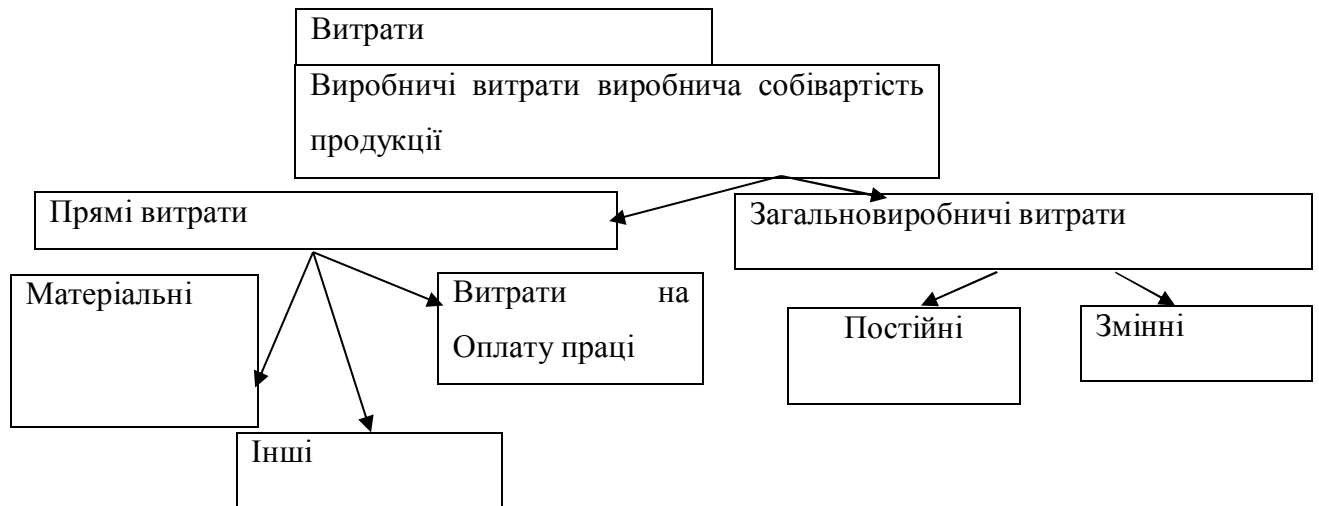 Витрати
Виробничі витрати виробнича собівартість
продукції
Прямі витрати
Загальновиробничі витрати
Матеріальні
Витрати на
Оплату праці
Постійні
Змінні
Інші